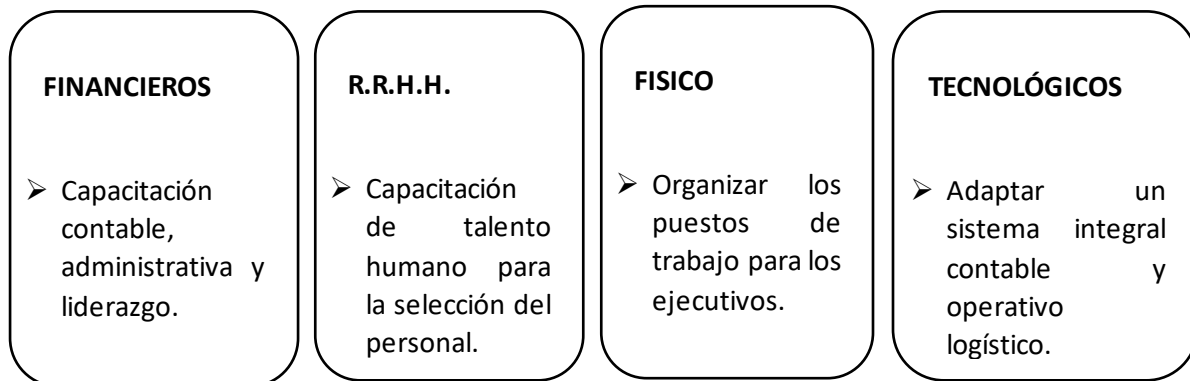 FINANCIEROS
➢ Capacitación
contable,
administrativa y
liderazgo.
R.R.H.H.
➢ Capacitación
de talento
humano para
la selección del
personal.
FISICO
➢ Organizar los
puestos de
trabajo para los
ejecutivos.
TECNOLÓGICOS
➢ Adaptar un
sistema integral
contable y
operativo
logístico.